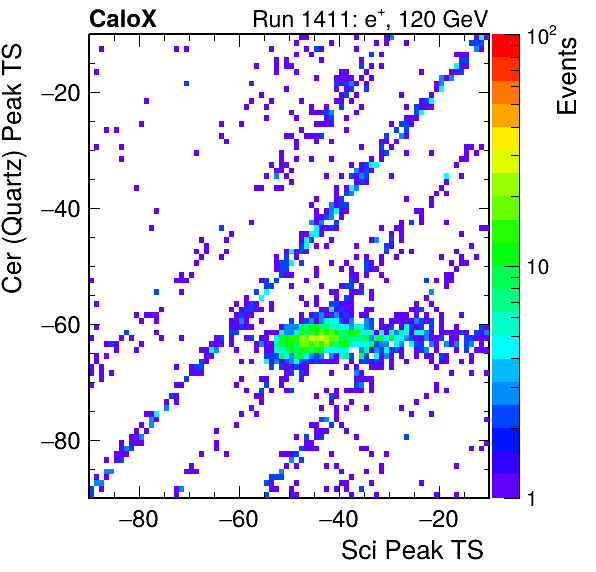 CaloX Run 1411: e⁺, 120 GeV
Cer (Quartz) Peak TS
−20
−40
−60
−80
−80 −60 −40 −20
Sci Peak TS
10²
10
1
Events